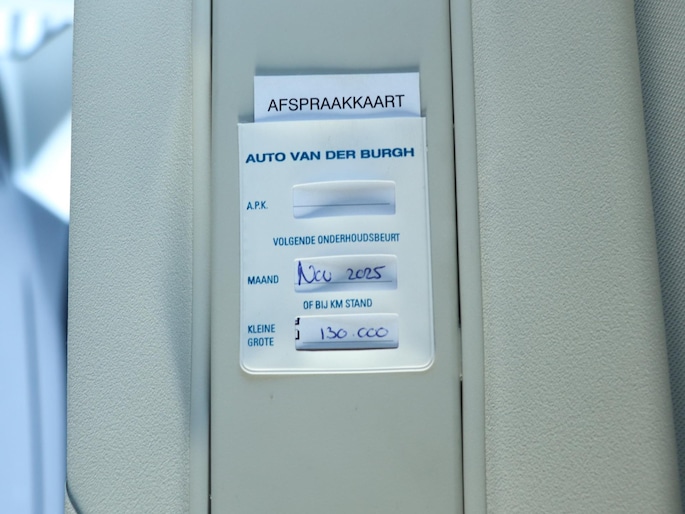 AFSPRAAKKAART
AUTO VAN DER BURGH
A.P.K.
VOLGENDE ONDERHOUDSBEURT
MAAND Nov 2025
OF BIJ KM STAND
KLEINE
GROTE 130.000